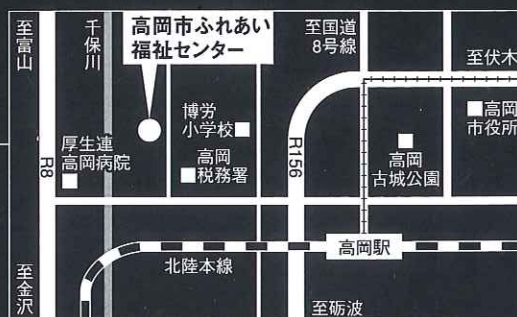 至富山
千保川
高岡市ふれあい
福祉センター
至国道
8号線
至伏木
博労
小学校
高岡
市役所
厚生連
高岡病院
高岡
税務署
R8
R156
高岡
古城公園
高岡駅
北陸本線
至金沢
至砺波